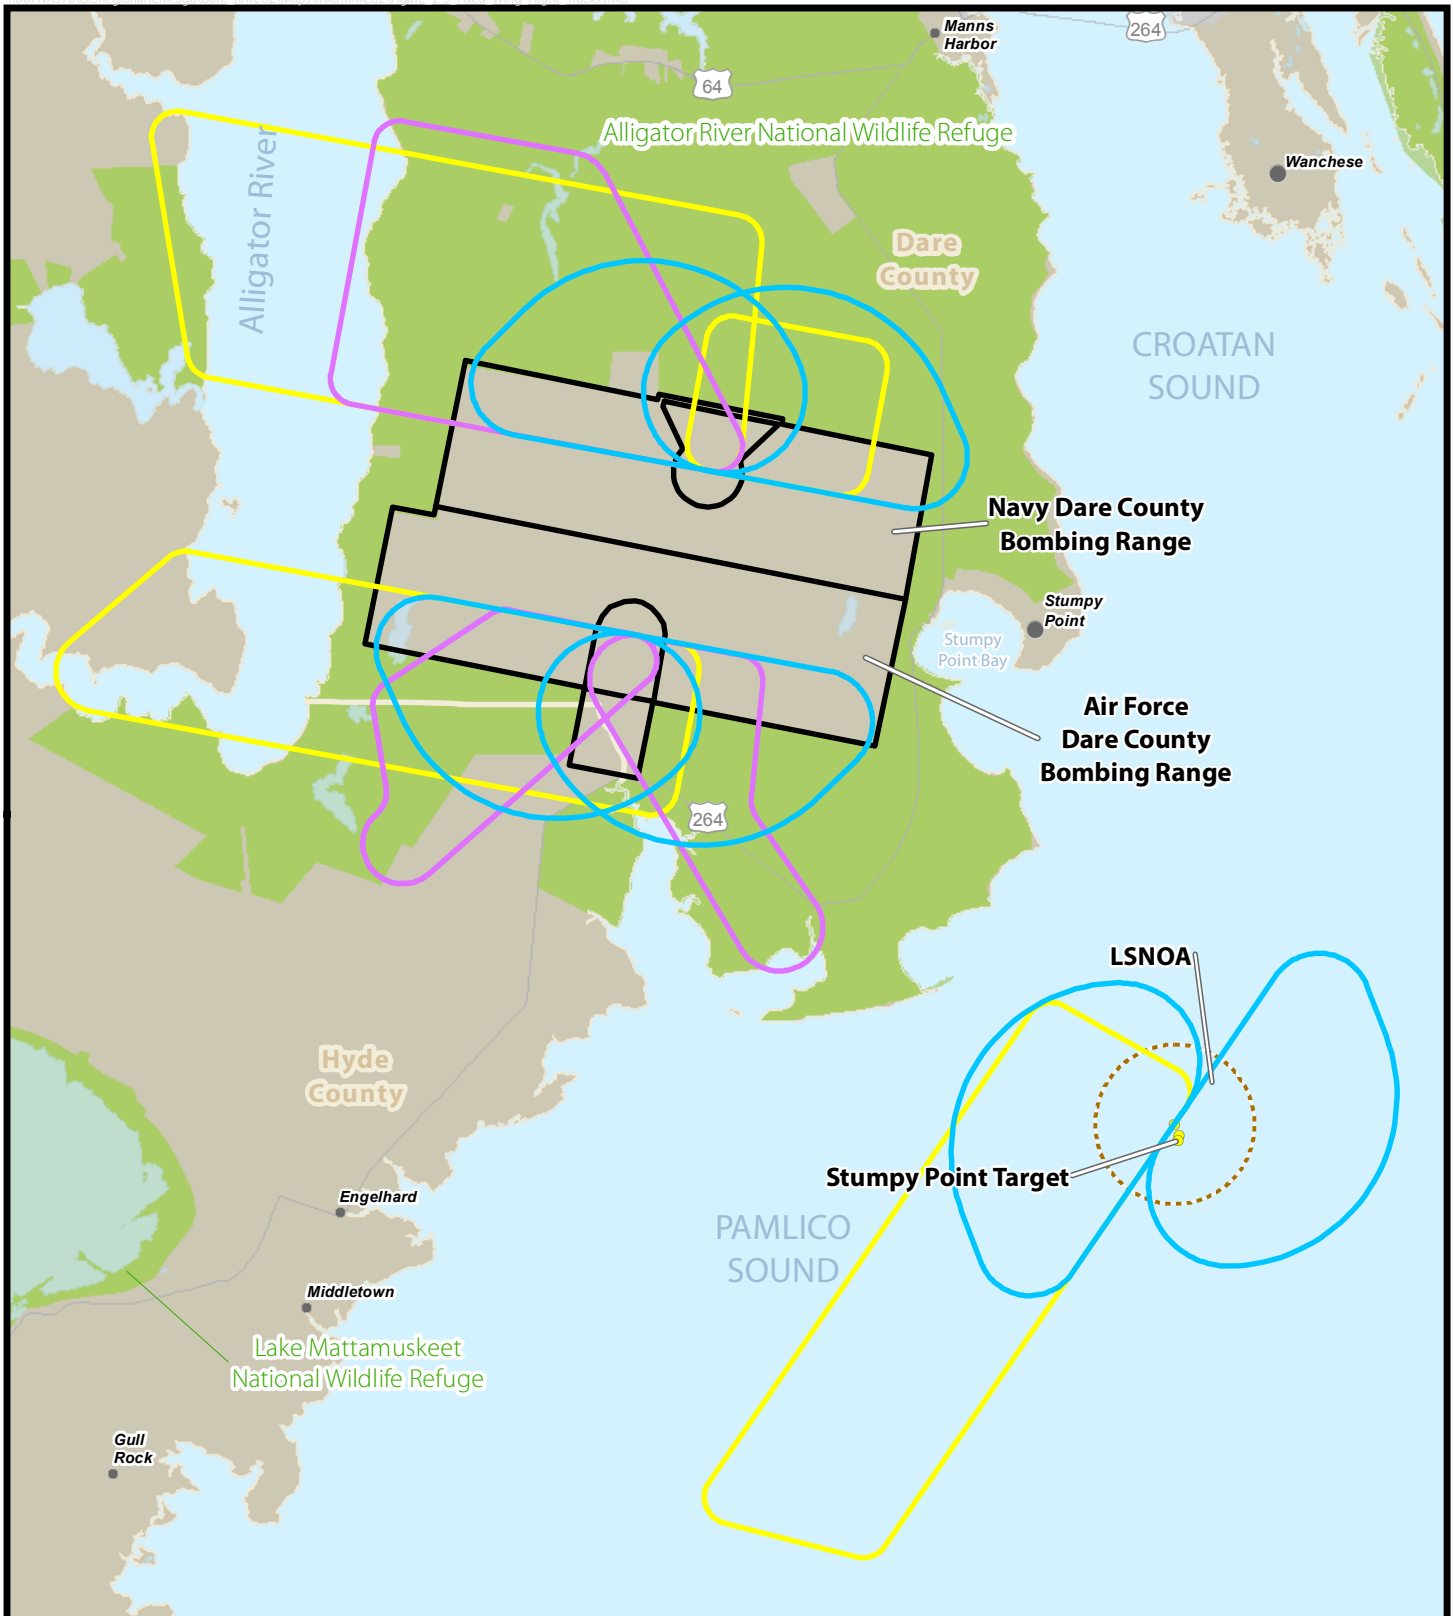 Manns
Harbor
264
64
Alligator River National Wildlife Refuge
Wanchese
Alligator River
Dare
County
CROATAN
SOUND
Navy Dare County
Bombing Range
Stumpy
Point
Stumpy
Point Bay
Air Force
Dare County
Bombing Range
264
LSNOA
Hyde
County
Stumpy Point Target
Engelhard
PAMLICO
SOUND
Middletown
Lake Mattamuskeet
National Wildlife Refuge
Gull
Rock